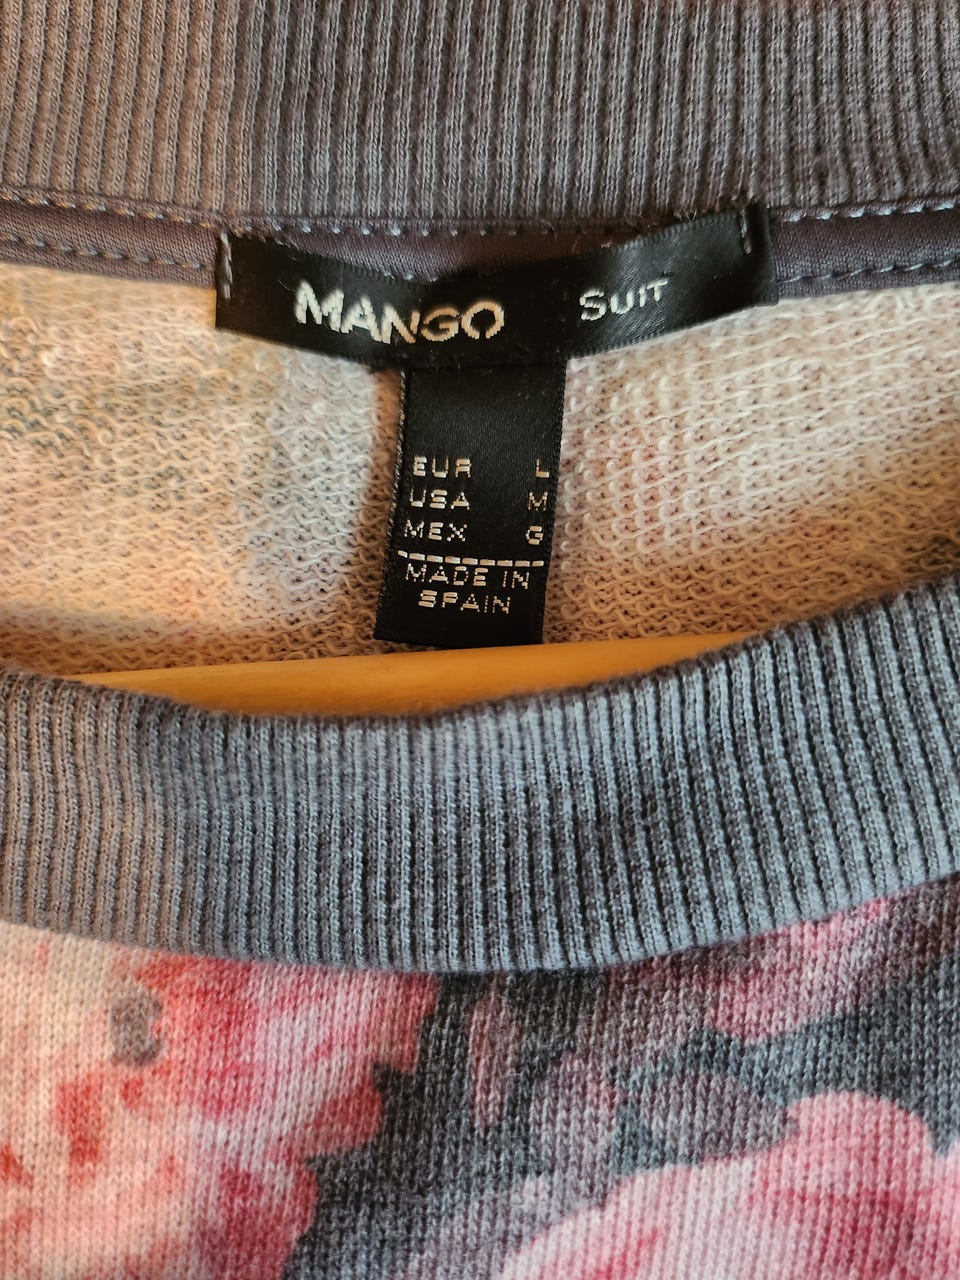 MANGO Suit
EUR L
USA M
MEX G
MADE IN
SPAIN